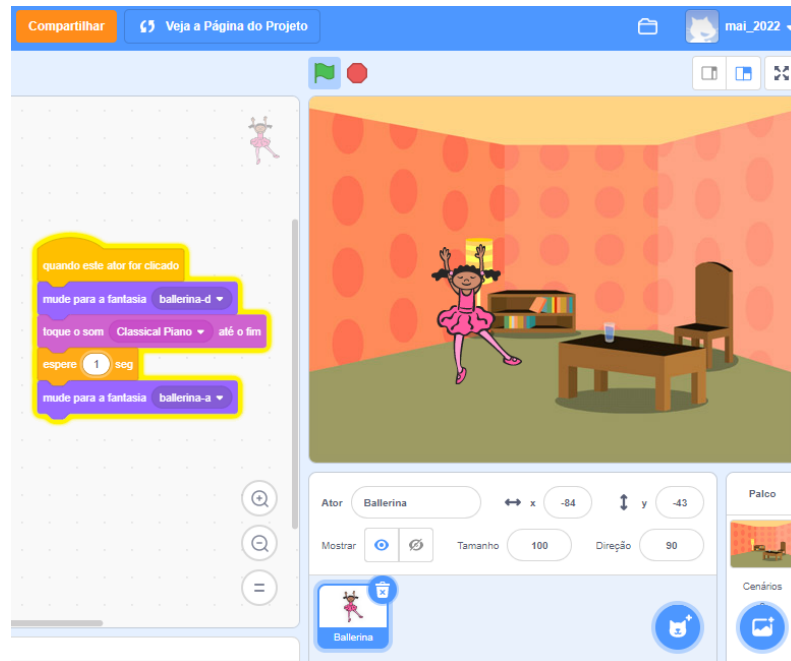 Compartilhar
Veja a Página do Projeto
mai_2022
quando este ator for clicado
mude para a fantasia ballerina-d
toque o som Classical Piano até o fim
espere 1 seg
mude para a fantasia ballerina-a
Ator Ballerina x -84 y -43
Mostrar Tamanho 100 Direção 90
Ballerina
Palco
Cenários